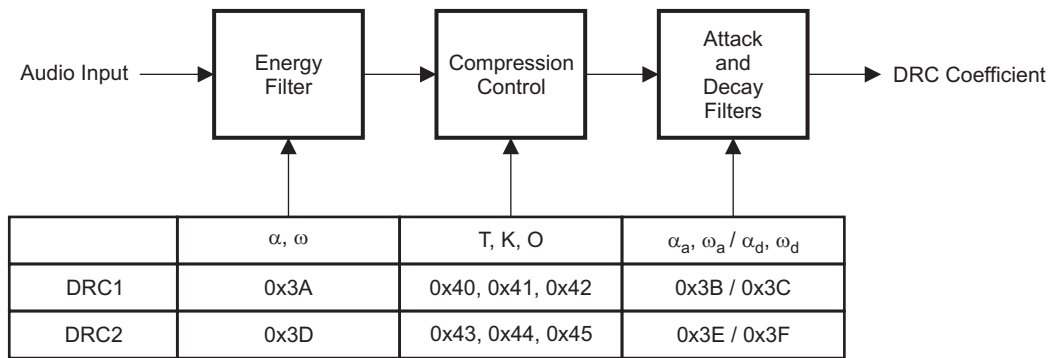 Audio Input
Energy
Filter
Compression
Control
Attack
and
Decay
Filters
DRC Coefficient
α, ω
T, K, O
αa, ωa / αd, ωd
DRC1
0x3A
0x40, 0x41, 0x42
0x3B / 0x3C
DRC2
0x3D
0x43, 0x44, 0x45
0x3E / 0x3F